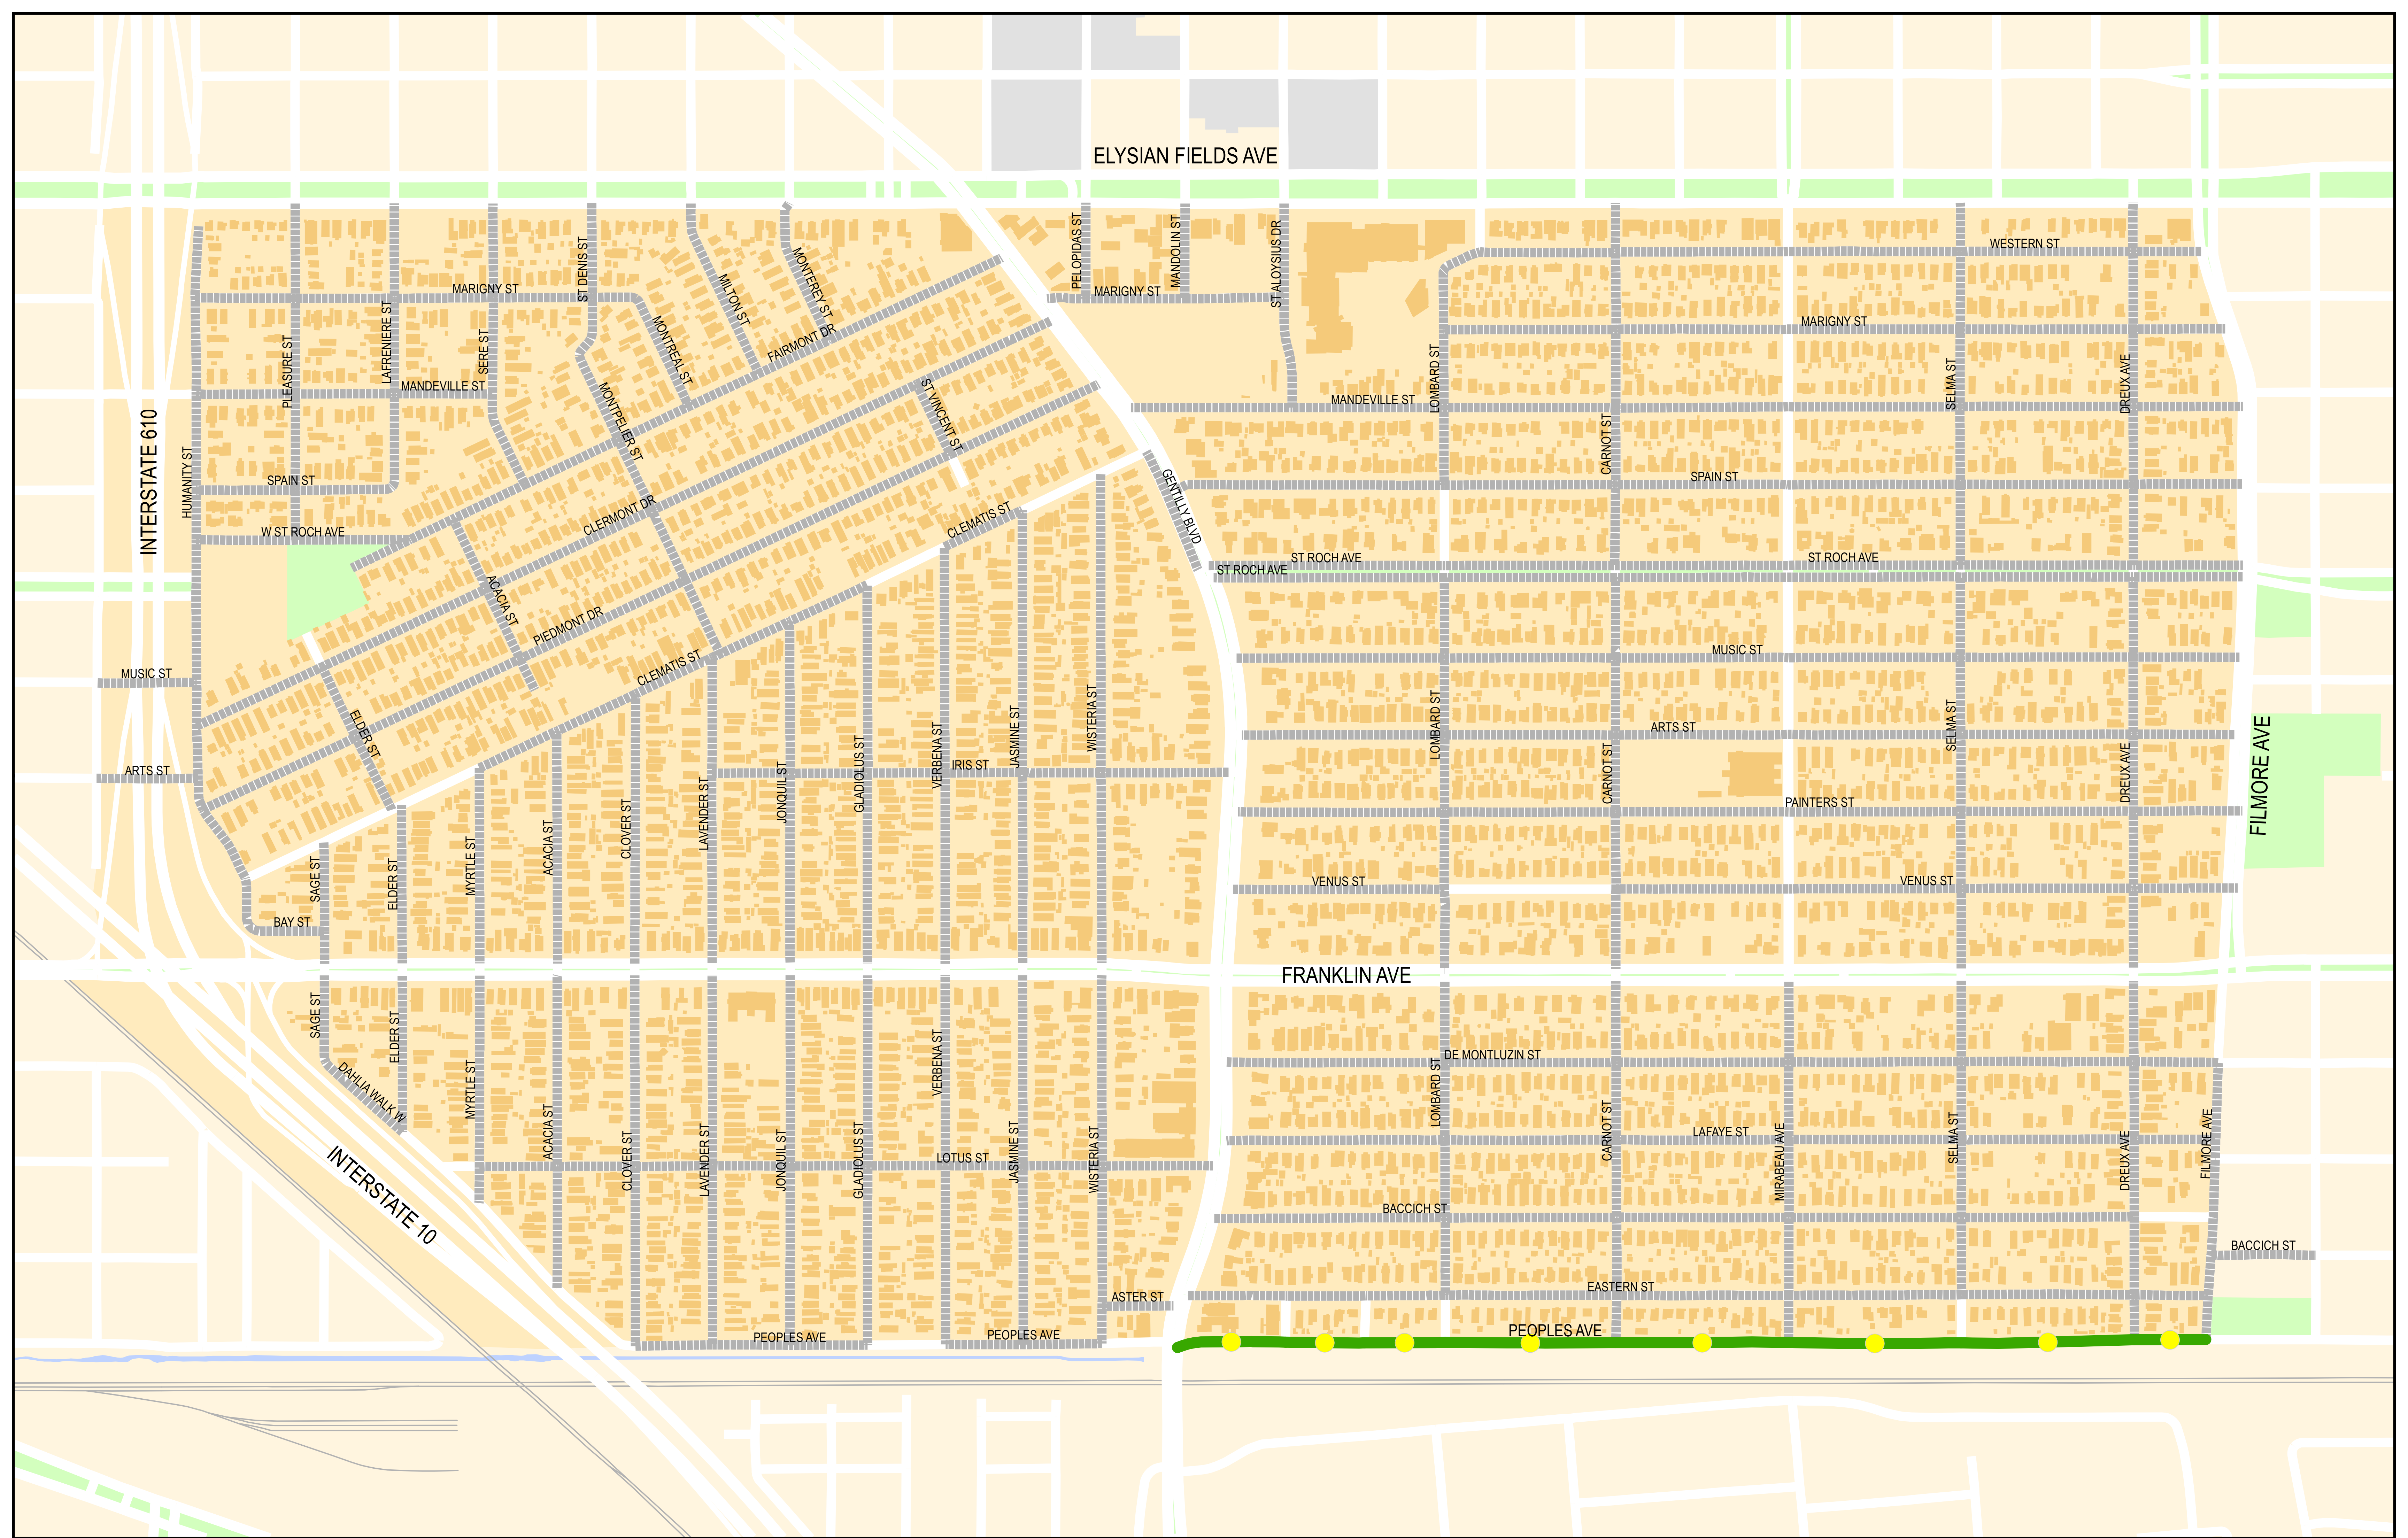 ELYSIAN FIELDS AVE
PELOPIDAS ST
MANDOLIN ST
ST ALOYSIUS DR
WESTERN ST
ST DENIS ST
MONTEREY ST
MILTON ST
MARIGNY ST
MARIGNY ST
MARIGNY ST
PLEASURE ST
LAFRENIERE ST
SERE ST
MONTREAL ST
FAIRMONT DR
LOMBARD ST
SELMA ST
DREUX AVE
MANDEVILLE ST
MANDEVILLE ST
MONTPELIER ST
ST VINCENT ST
CARNOT ST
INTERSTATE 610
HUMANITY ST
SPAIN ST
SPAIN ST
GENTILLY BLVD
CLERMONT DR
CLEMATIS ST
W ST ROCH AVE
ST ROCH AVE
ST ROCH AVE
ST ROCH AVE
ACACIA ST
PIEDMONT DR
CLEMATIS ST
MUSIC ST
MUSIC ST
ELDER ST
WISTERIA ST
JASMINE ST
VERBENA ST
GLADIOLUS ST
LOMBARD ST
ARTS ST
SELMA ST
CARNOT ST
DREUX AVE
FILMORE AVE
ARTS ST
IRIS ST
JONQUIL ST
LAVENDER ST
CLOVER ST
ACACIA ST
MYRTLE ST
ELDER ST
SAGE ST
PAINTERS ST
VENUS ST
VENUS ST
BAY ST
FRANKLIN AVE
SAGE ST
ELDER ST
DAHLIA WALK W
MYRTLE ST
ACACIA ST
VERBENA ST
DE MONTLUZIN ST
LOMBARD ST
CARNOT ST
LAFAYE ST
MIRABEAU AVE
SELMA ST
DREUX AVE
FILMORE AVE
INTERSTATE 10
CLOVER ST
LAVENDER ST
JONQUIL ST
GLADIOLUS ST
LOTUS ST
JASMINE ST
WISTERIA ST
BACCICH ST
BACCICH ST
EASTERN ST
ASTER ST
PEOPLES AVE
PEOPLES AVE
PEOPLES AVE